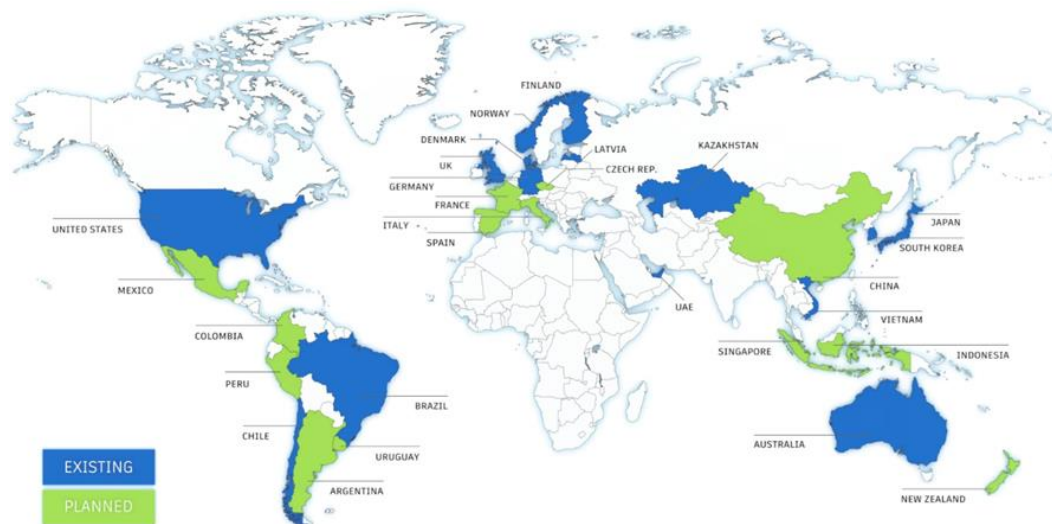 FINLAND
NORWAY
DENMARK
LATVIA
KAZAKHSTAN
UK
CZECH REP.
GERMANY
FRANCE
ITALY
JAPAN
UNITED STATES
SPAIN
SOUTH KOREA
MEXICO
CHINA
UAE
VIETNAM
COLOMBIA
SINGAPORE
INDONESIA
PERU
BRAZIL
CHILE
AUSTRALIA
URUGUAY
EXISTING
ARGENTINA
NEW ZEALAND
PLANNED